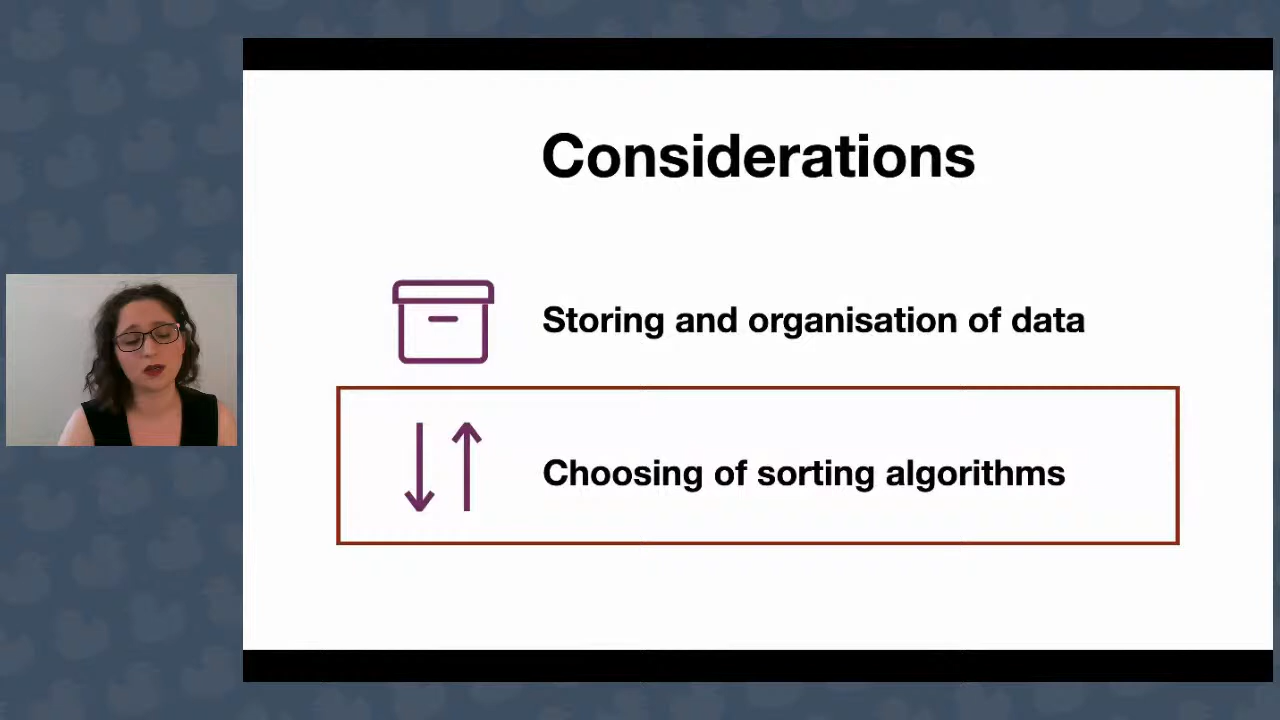 Considerations
Storing and organisation of data
Choosing of sorting algorithms